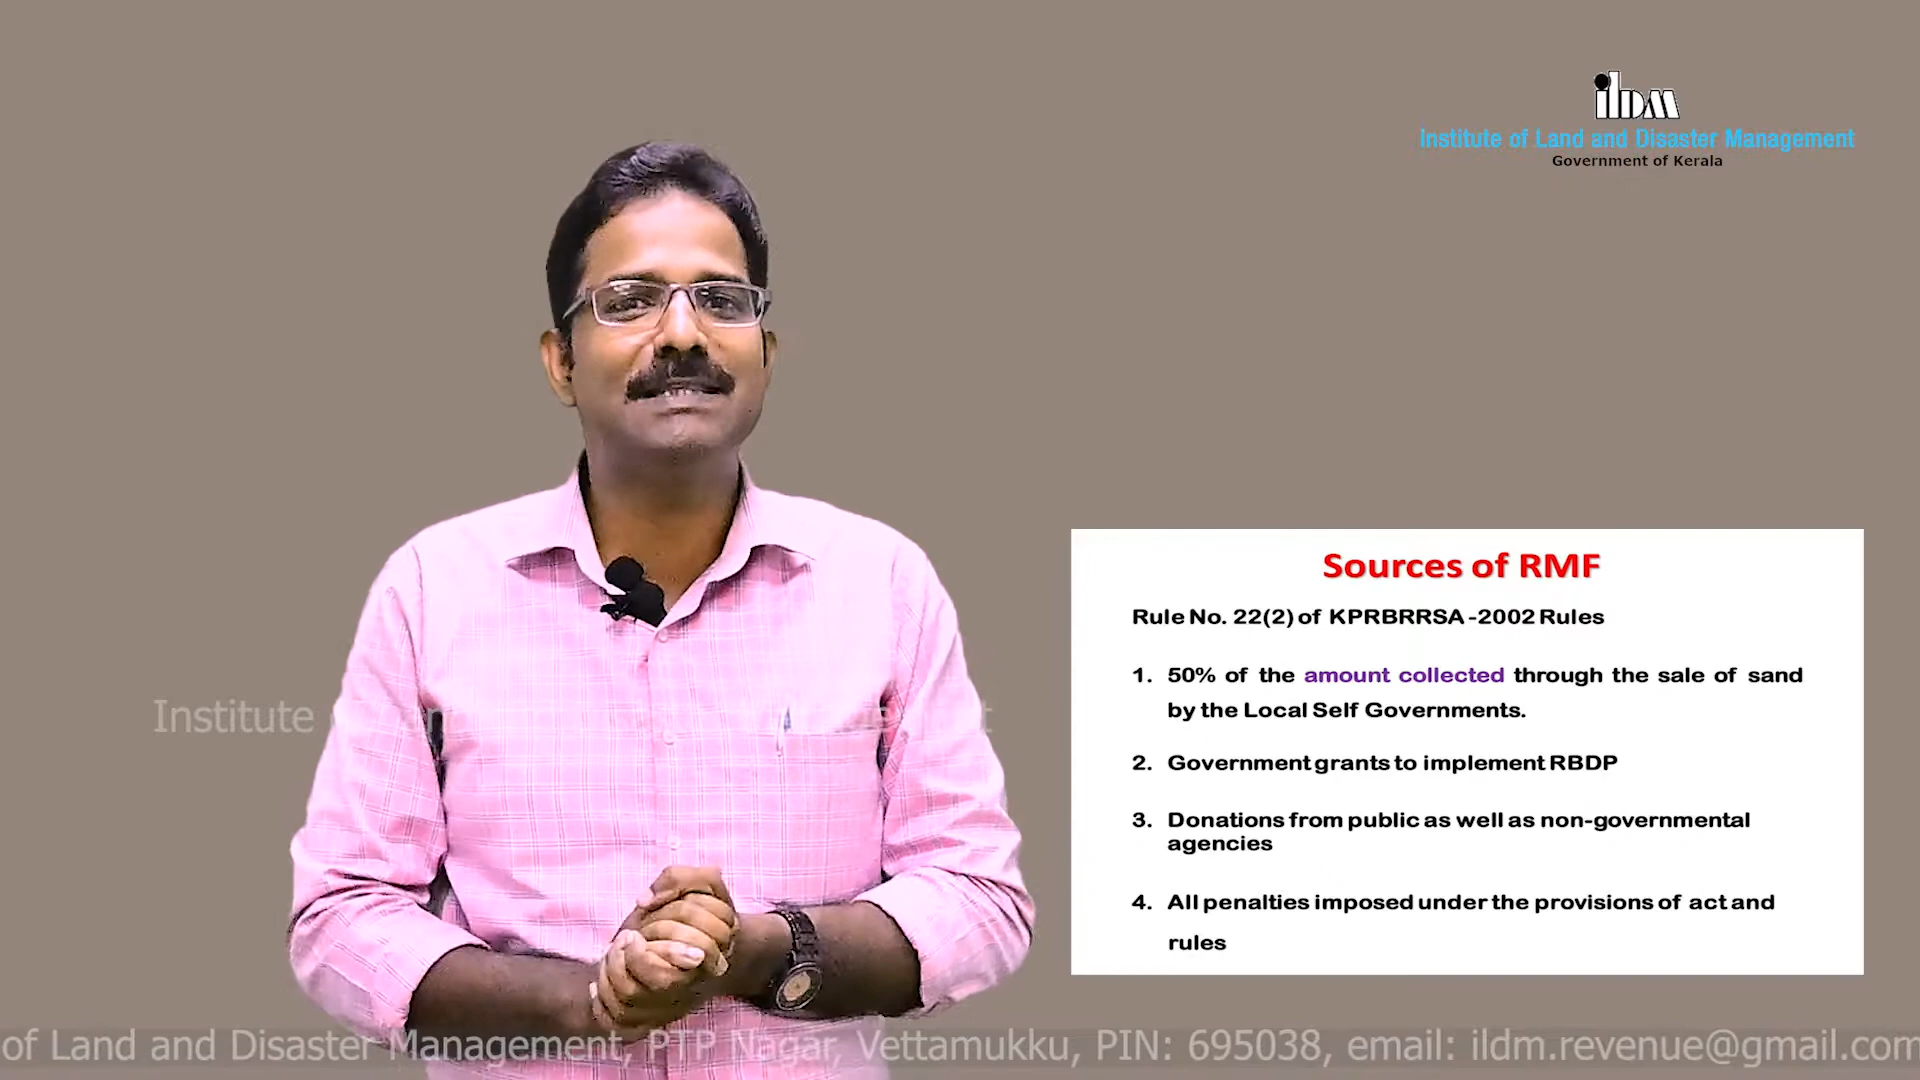 ildm
Institute of Land and Disaster Management
Government of Kerala
Sources of RMF
Rule No. 22(2) of KPRBRRSA -2002 Rules
1. 50% of the amount collected through the sale of sand
by the Local Self Governments.
2. Government grants to implement RBDP
3. Donations from public as well as non-governmental
agencies
4. All penalties imposed under the provisions of act and
rules
Institute
of Land and Disaster Management, PTP Nagar, Vettamukku, PIN: 695038, email: ildm.revenue@gmail.com